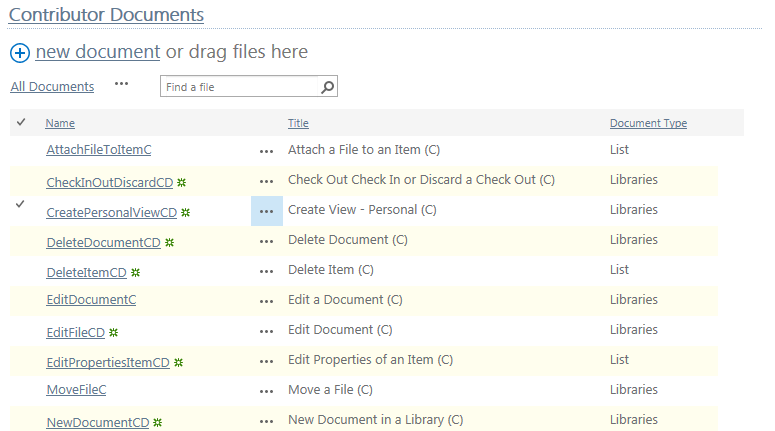 Contributor Documents
new document or drag files here
All Documents ••• Find a file
Name Title Document Type
AttachFileToItemC ••• Attach a File to an Item (C) List
CheckInOutDiscardCD ••• Check Out Check In or Discard a Check Out (C) Libraries
CreatePersonalViewCD ••• Create View - Personal (C) Libraries
DeleteDocumentCD ••• Delete Document (C) Libraries
DeleteItemCD ••• Delete Item (C) List
EditDocumentC ••• Edit a Document (C) Libraries
EditFileCD ••• Edit Document (C) Libraries
EditPropertiesItemCD ••• Edit Properties of an Item (C) List
MoveFileC ••• Move a File (C) Libraries
NewDocumentCD ••• New Document in a Library (C) Libraries